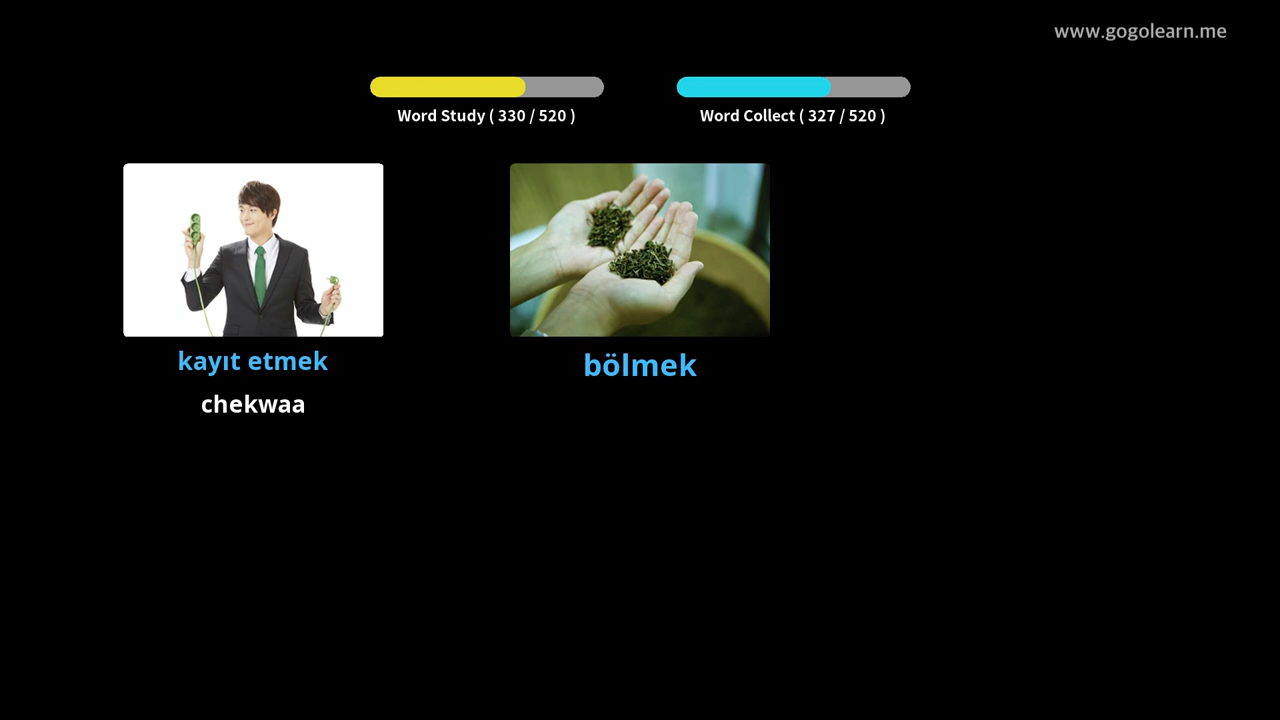 www.gogolearn.me
Word Study ( 330 / 520 )
Word Collect ( 327 / 520 )
kayıt etmek
chekwaa
bölmek